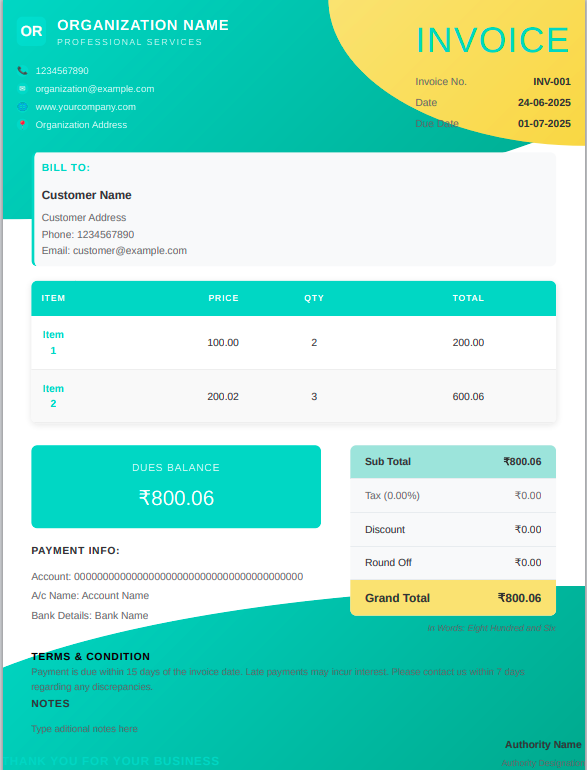 OR
ORGANIZATION NAME
PROFESSIONAL SERVICES
1234567890
organization@example.com
www.yourcompany.com
Organization Address
INVOICE
Invoice No. INV-001
Date 24-06-2025
Due Date 01-07-2025
BILL TO:
Customer Name
Customer Address
Phone: 1234567890
Email: customer@example.com
ITEM PRICE QTY TOTAL
Item
1
100.00 2 200.00
Item
2
200.02 3 600.06
DUES BALANCE
₹800.06
Sub Total ₹800.06
Tax (0.00%) ₹0.00
Discount ₹0.00
Round Off ₹0.00
Grand Total ₹800.06
In Words: Eight Hundred and Six
PAYMENT INFO:
Account: 0000000000000000000000000000000000000000
A/c Name: Account Name
Bank Details: Bank Name
TERMS & CONDITION
Payment is due within 15 days of the invoice date. Late payments may incur interest. Please contact us within 7 days
regarding any discrepancies.
NOTES
Type aditional notes here
THANK YOU FOR YOUR BUSINESS
Authority Name
Authority Designation